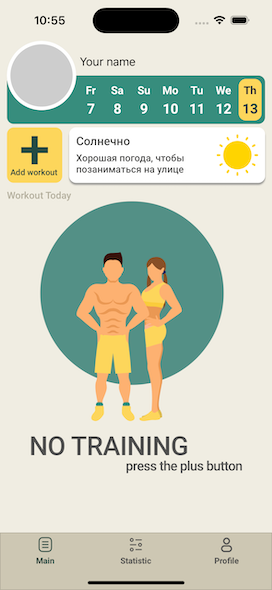 10:55
Your name
Fr Sa Su Mo Tu We Th
7 8 9 10 11 12 13
Add workout
Солнечно
Хорошая погода, чтобы
позаниматься на улице
Workout Today
NO TRAINING
press the plus button
Main Statistic Profile